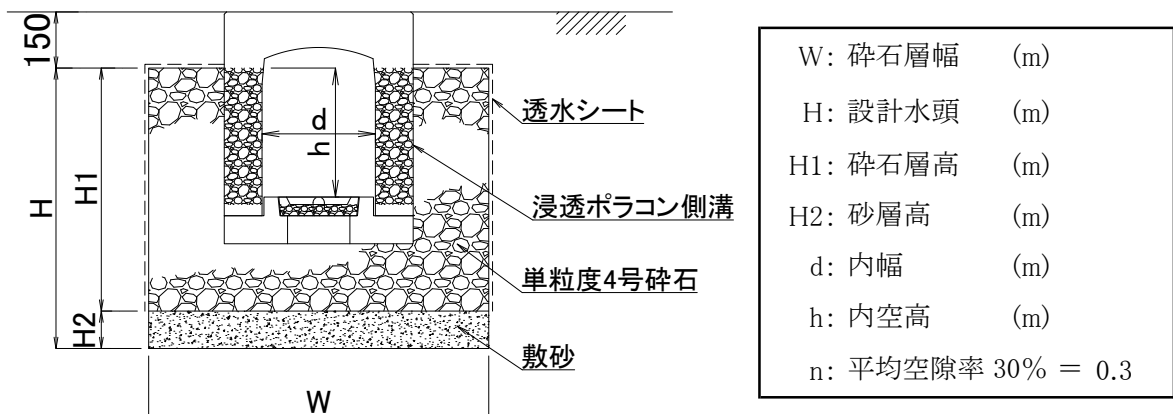 150
H
H1
H2
W
d
h
透水シート
浸透ポラコン側溝
単粒度4号砕石
敷砂
W: 砕石層幅 (m)
H: 設計水頭 (m)
H1: 砕石層高 (m)
H2: 砂層高 (m)
d: 内幅 (m)
h: 内空高 (m)
n: 平均空隙率 30% = 0.3